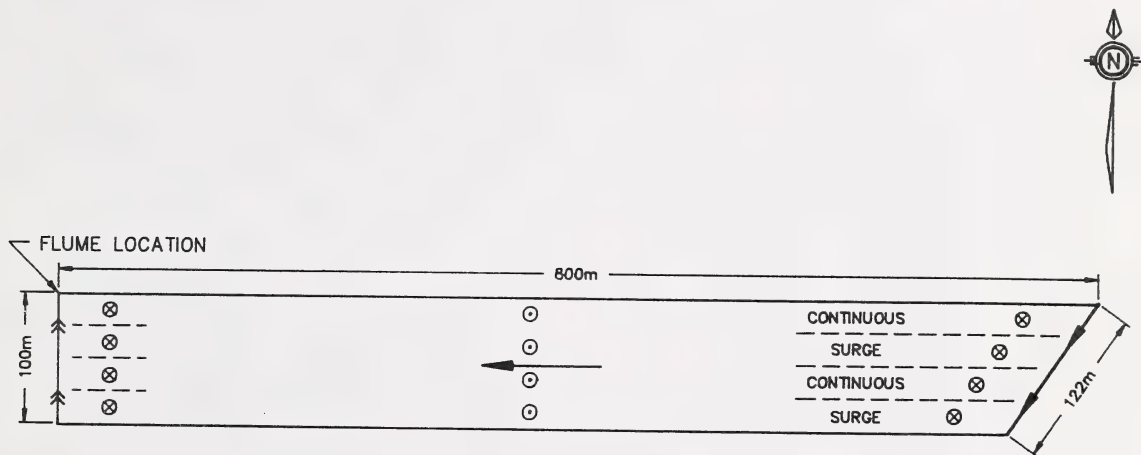 N
FLUME LOCATION
800m
100m
CONTINUOUS
SURGE
CONTINUOUS
SURGE
122m